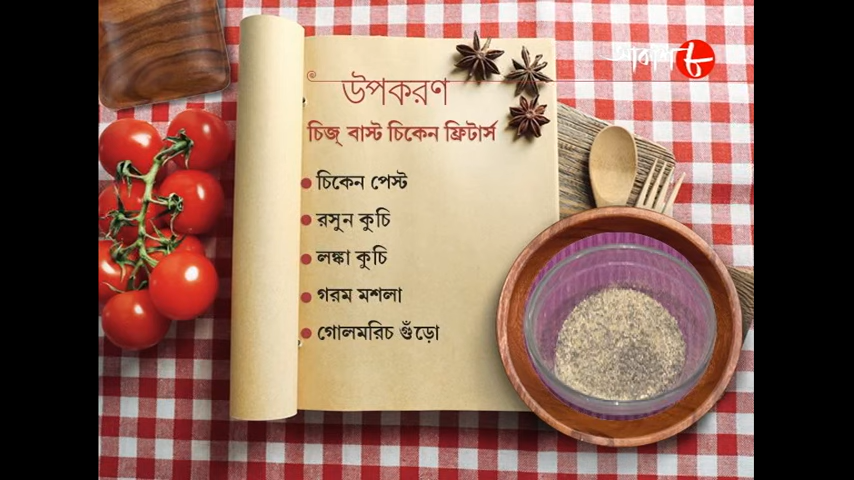 আকাশ ৮
উপকরণ
চিজ্ বার্স্ট চিকেন ফ্রিটার্স
চিকেন পেস্ট
রসুন কুচি
লঙ্কা কুচি
গরম মশলা
গোলমরিচ গুঁড়ো